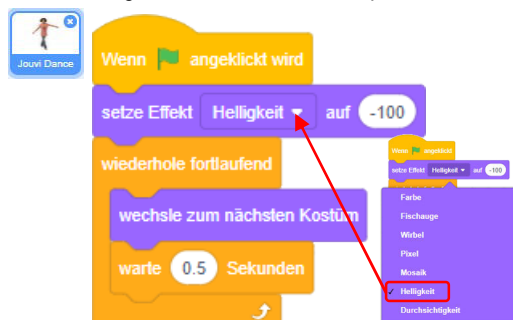 Jouvi Dance
Wenn angeklickt wird
setze Effekt Helligkeit auf -100
wiederhole fortlaufend
wechsle zum nächsten Kostüm
warte 0.5 Sekunden
Wenn angeklickt
setze Effekt Helligkeit auf -100
Farbe
Fischauge
Wirbel
Pixel
Mosaik
✓ Helligkeit
Durchsichtigkeit